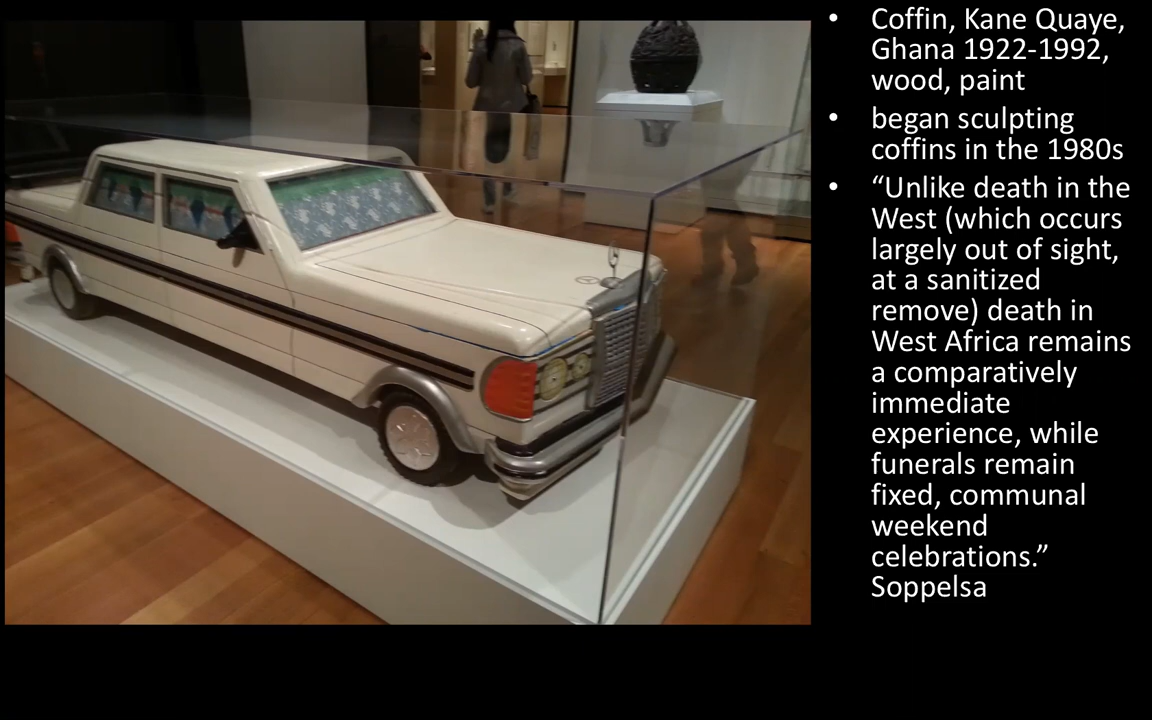 • Coffin, Kane Quaye,
Ghana 1922-1992,
wood, paint
• began sculpting
coffins in the 1980s
• “Unlike death in the
West (which occurs
largely out of sight,
at a sanitized
remove) death in
West Africa remains
a comparatively
immediate
experience, while
funerals remain
fixed, communal
weekend
celebrations.”
Soppelsa